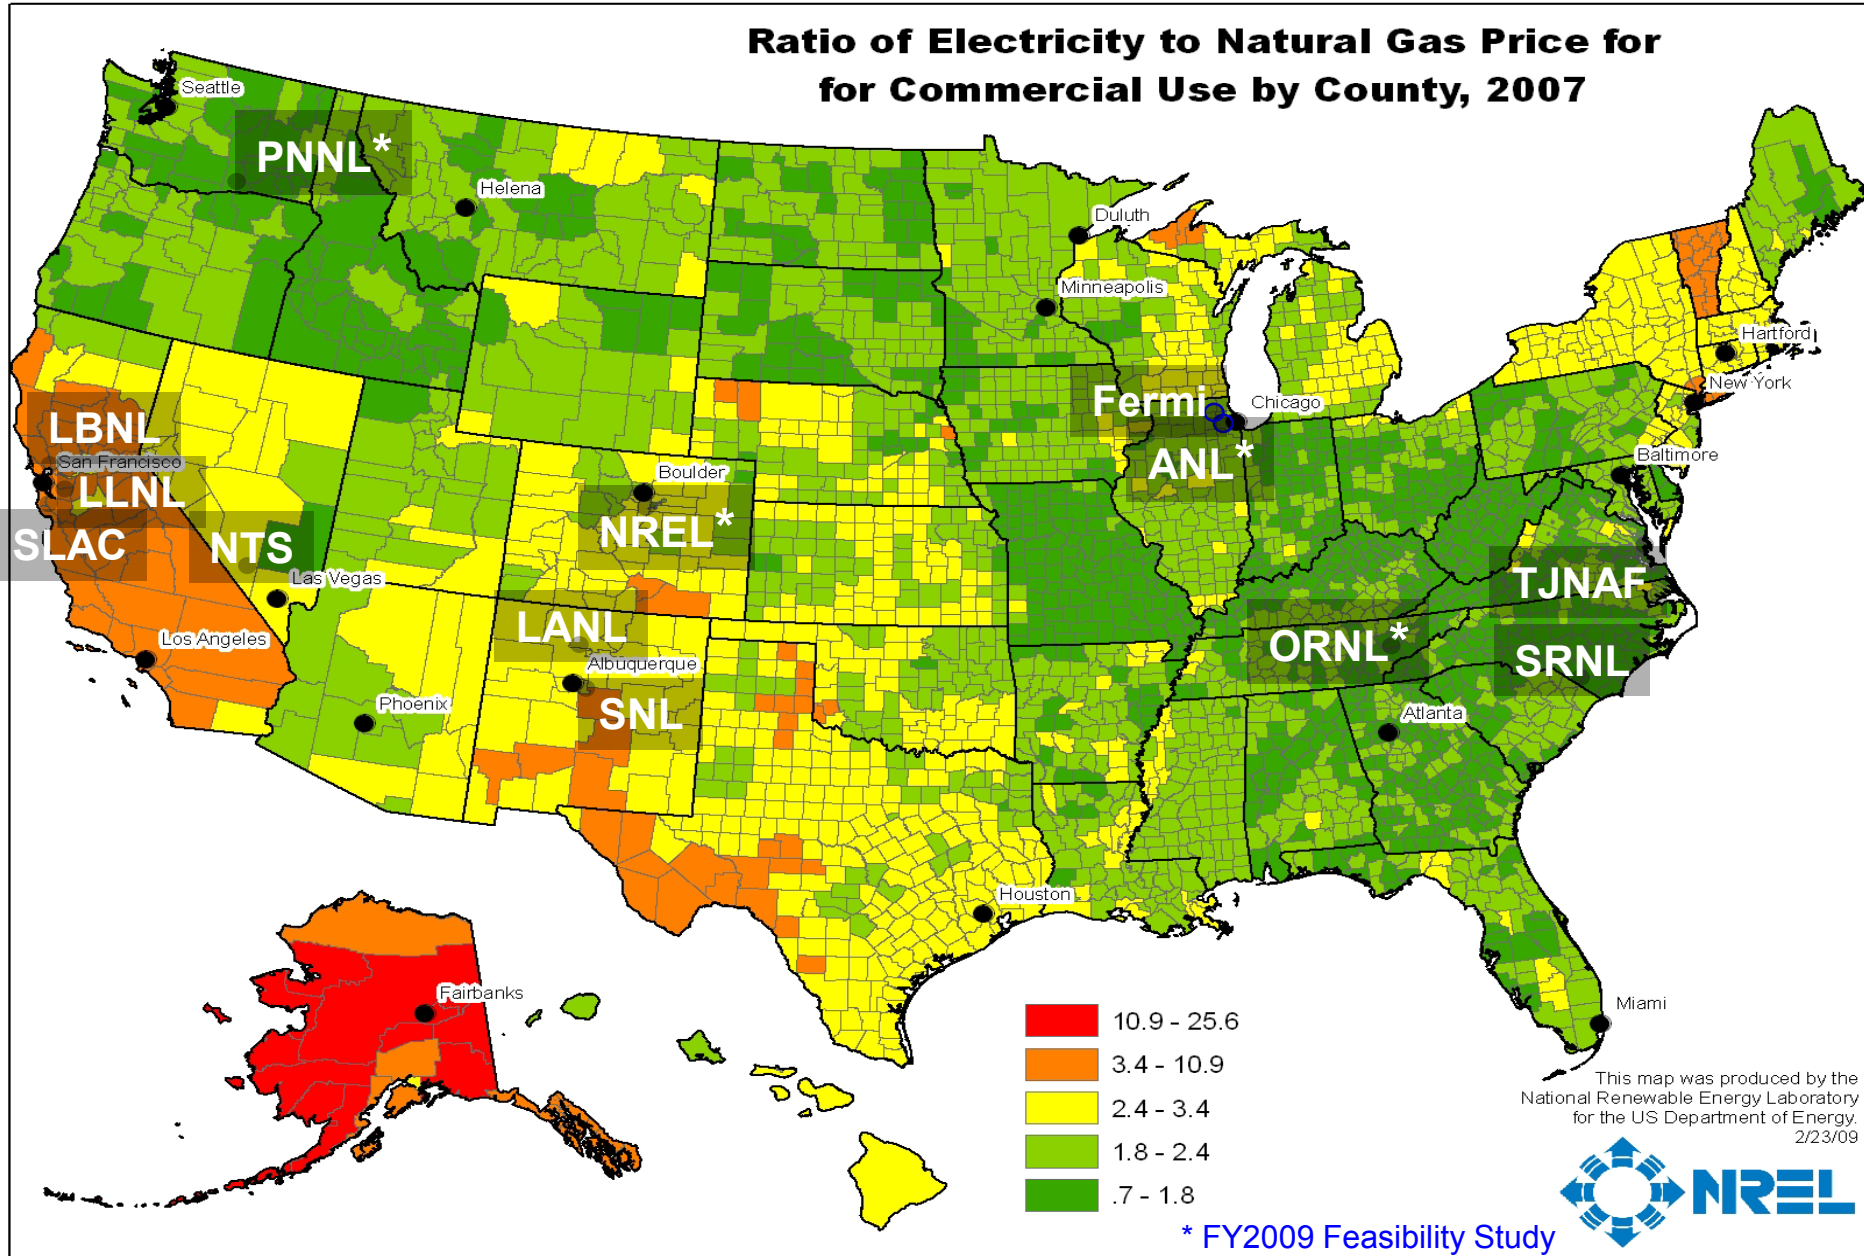 Ratio of Electricity to Natural Gas Price for
for Commercial Use by County, 2007
Seattle
PNNL*
Helena
Duluth
Minneapolis
Hartford
New York
Fermi
Chicago
LBNL
San Francisco
ANL*
Baltimore
Boulder
LLNL
NREL*
SLAC
NTS
Las Vegas
TJNAF
LANL
Los Angeles
ORNL*
SRNL
Albuquerque
Phoenix
SNL
Atlanta
Houston
Fairbanks
Miami
10.9 - 25.6
3.4 - 10.9
2.4 - 3.4
1.8 - 2.4
.7 - 1.8
This map was produced by the
National Renewable Energy Laboratory
for the US Department of Energy.
2/23/09
NREL
* FY2009 Feasibility Study